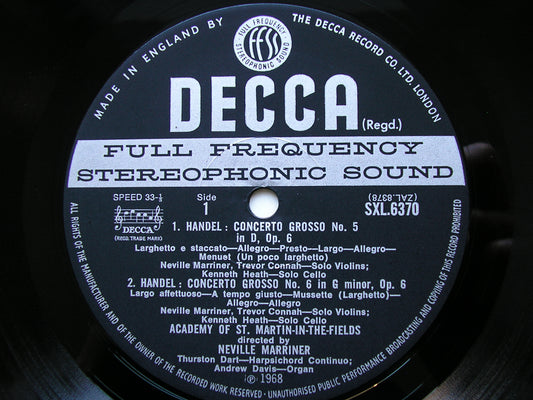 MADE IN ENGLAND BY
THE DECCA RECORD CO. LTD. LONDON
FULL FREQUENCY
ffss
STEREOPHONIC SOUND
DECCA
(Regd.)
FULL FREQUENCY
STEREOPHONIC SOUND
SPEED 33-⅓
Side
1
(ZAL.8378)
SXL.6370
DECCA
(REGD. TRADE MARK)
1. HANDEL: CONCERTO GROSSO No. 5
in D, Op. 6
Larghetto e staccato—Allegro—Presto—Largo—Allegro—
Menuet (Un poco larghetto)
Neville Marriner, Trevor Connah—Solo Violins;
Kenneth Heath—Solo Cello
2. HANDEL: CONCERTO GROSSO No. 6 in G minor, Op. 6
Largo affettuoso—A tempo giusto—Mussette (Larghetto)—
Allegro—Allegro
Neville Marriner, Trevor Connah—Solo Violins;
Kenneth Heath—Solo Cello
ACADEMY OF ST. MARTIN-IN-THE-FIELDS
directed by
NEVILLE MARRINER
Thurston Dart—Harpsichord Continuo;
Andrew Davis—Organ
℗ 1968
ALL RIGHTS OF THE MANUFACTURER AND OF THE OWNER OF THE RECORDED WORK RESERVED · UNAUTHORISED PUBLIC PERFORMANCE BROADCASTING AND COPYING OF THIS RECORD PROHIBITED